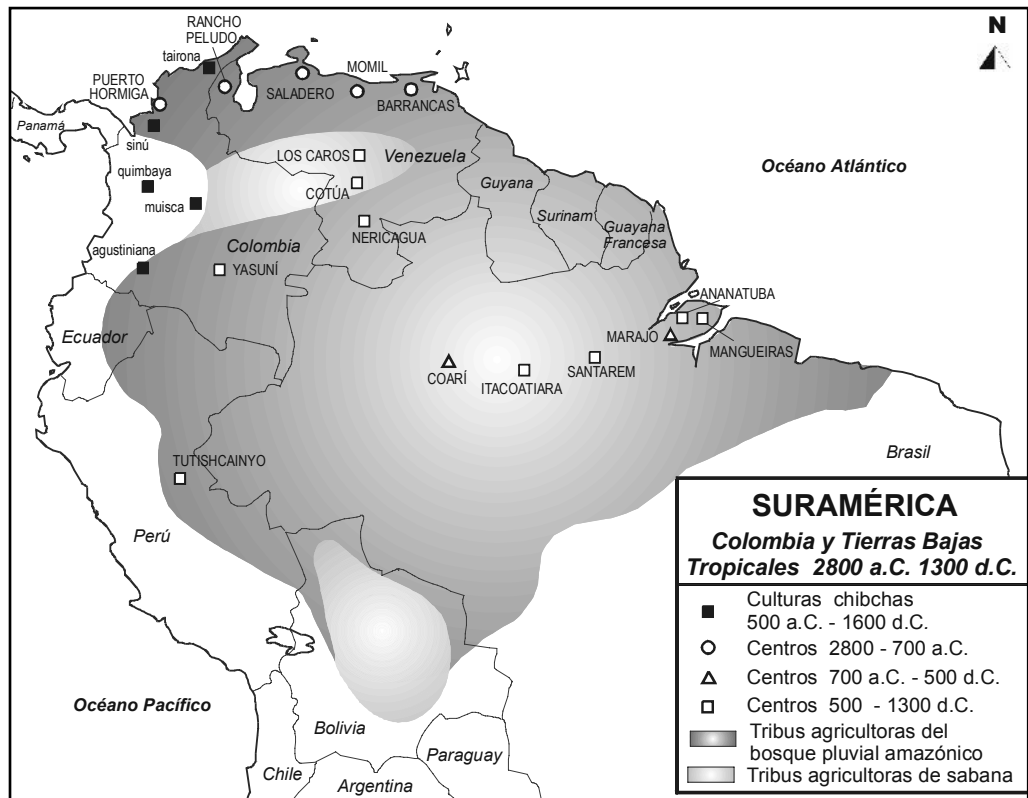 RANCHO
PELUDO
N
tairona
MOMIL
PUERTO
HORMIGA
SALADERO
BARRANCAS
Panamá
sinú
LOS CAROS
Venezuela
Océano Atlántico
quimbaya
COTÚA
Guyana
muisca
Surinam
Guayana
Francesa
NERICAGUA
agustiniana
Colombia
YASUNÍ
ANANATUBA
Ecuador
MARAJO
MANGUEIRAS
COARÍ
SANTAREM
ITACOATIARA
Brasil
TUTISHCAINYO
Perú
SURAMÉRICA
Colombia y Tierras Bajas
Tropicales 2800 a.C. 1300 d.C.
Culturas chibchas
500 a.C. - 1600 d.C.
Centros 2800 - 700 a.C.
Centros 700 a.C. - 500 d.C.
Centros 500 - 1300 d.C.
Tribus agricultoras del
bosque pluvial amazónico
Tribus agricultoras de sabana
Océano Pacífico
Bolivia
Paraguay
Chile
Argentina